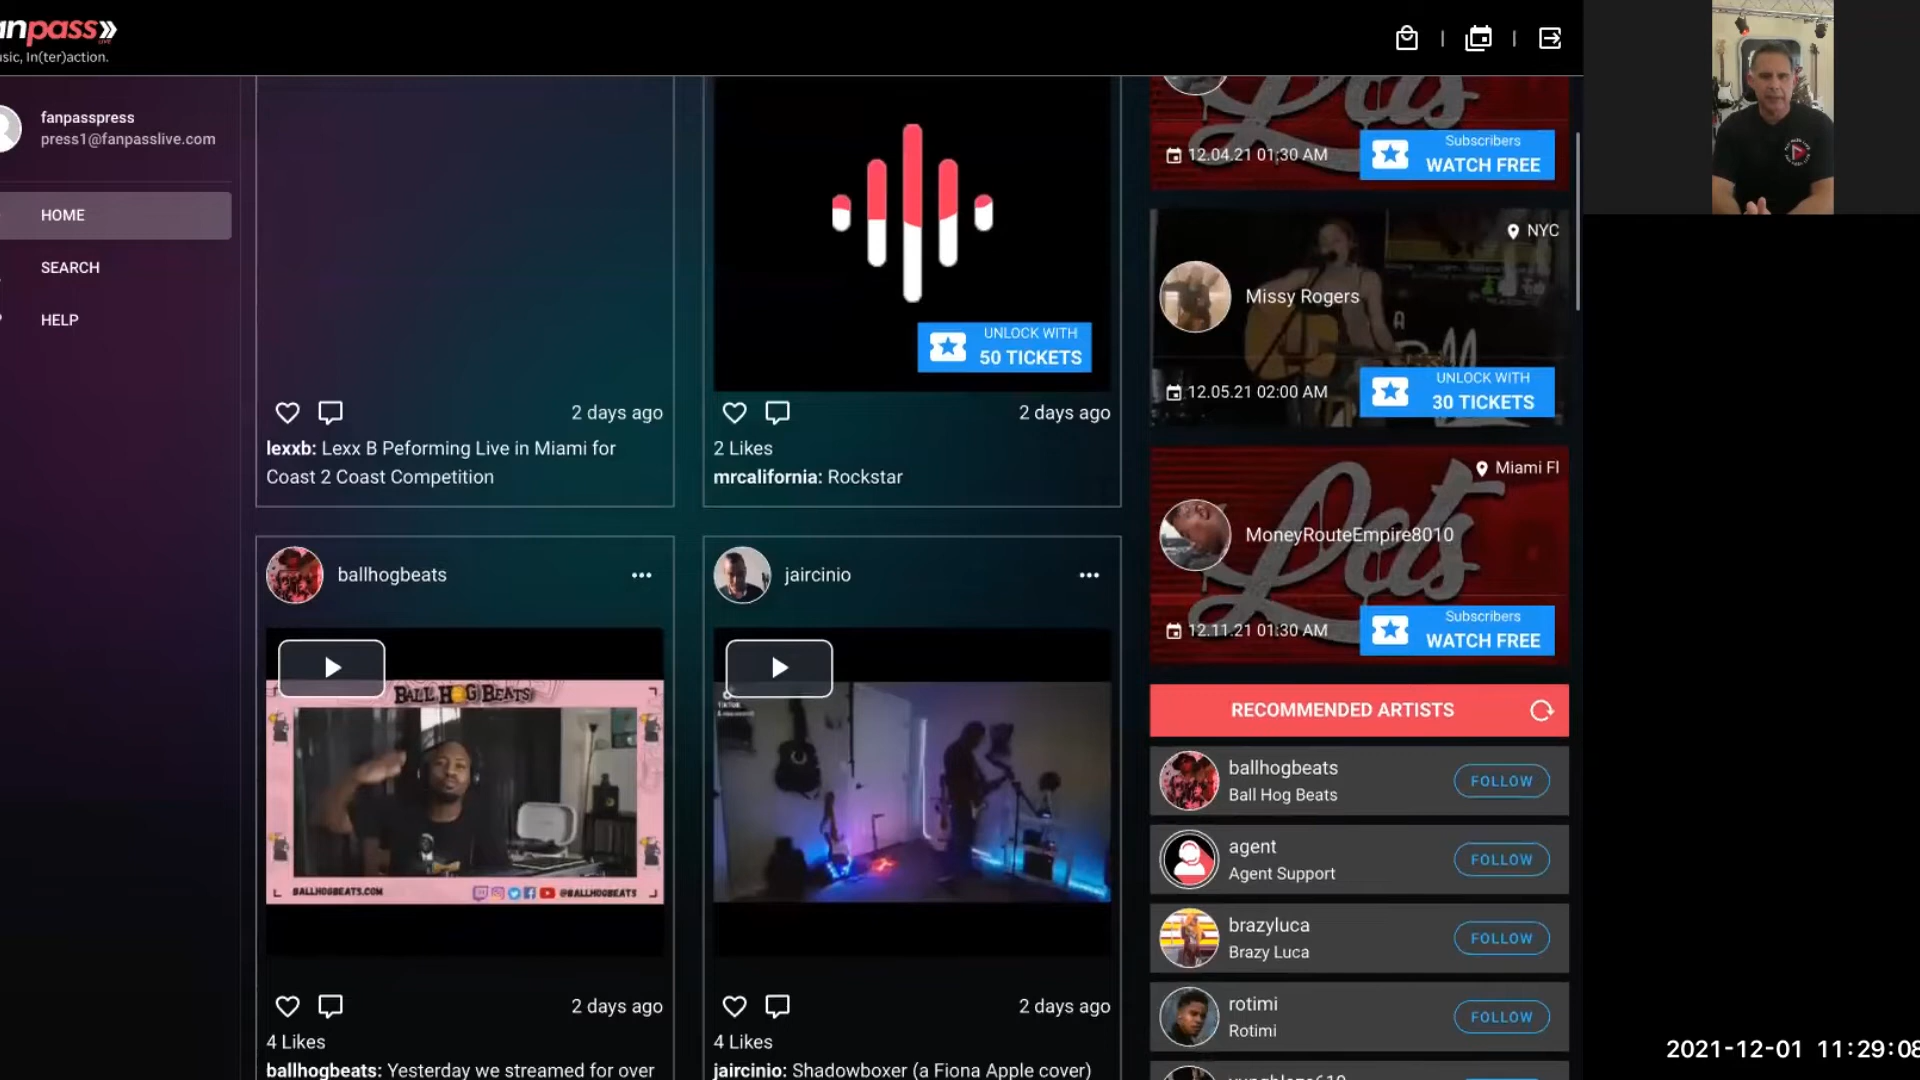 anpass
LIVE
sic, In(ter)action.
fanpasspress
press1@fanpasslive.com
HOME
SEARCH
HELP
2 days ago
lexxb: Lexx B Peforming Live in Miami for
Coast 2 Coast Competition
UNLOCK WITH
50 TICKETS
2 days ago
2 Likes
mrcalifornia: Rockstar
ballhogbeats
BALL HOG BEATS
BALLHOGBEATS.COM
@BALLHOGBEATS
2 days ago
4 Likes
ballhogbeats: Yesterday we streamed for over
jaircinio
2 days ago
4 Likes
jaircinio: Shadowboxer (a Fiona Apple cover)
12.04.21 01:30 AM
Subscribers
WATCH FREE
NYC
Missy Rogers
12.05.21 02:00 AM
UNLOCK WITH
30 TICKETS
Miami Fl
MoneyRouteEmpire8010
12.11.21 01:30 AM
Subscribers
WATCH FREE
RECOMMENDED ARTISTS
ballhogbeats
Ball Hog Beats
FOLLOW
agent
Agent Support
FOLLOW
brazyluca
Brazy Luca
FOLLOW
rotimi
Rotimi
FOLLOW
2021-12-01 11:29:08